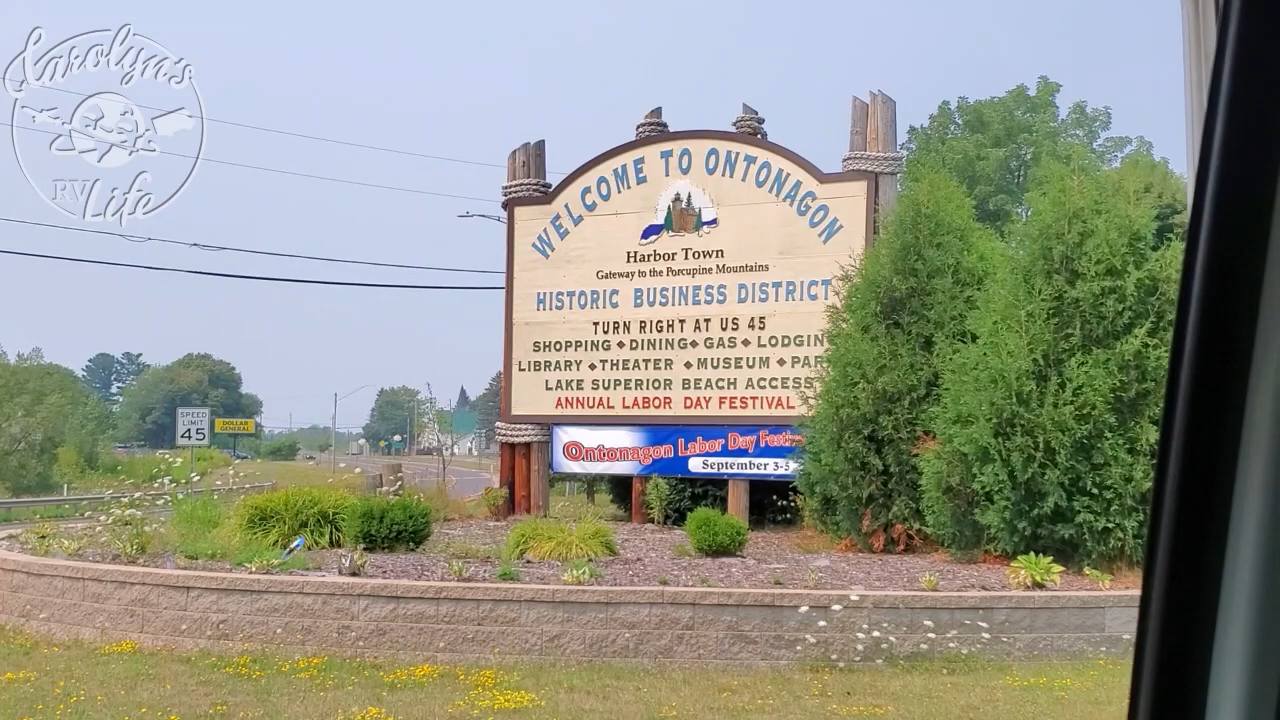 Karolyn's
RV Life
WELCOME TO ONTONAGON
Harbor Town
Gateway to the Porcupine Mountains
HISTORIC BUSINESS DISTRICT
TURN RIGHT AT US 45
SHOPPING ◆ DINING ◆ GAS ◆ LODGIN
LIBRARY ◆ THEATER ◆ MUSEUM ◆ PAR
LAKE SUPERIOR BEACH ACCESS
ANNUAL LABOR DAY FESTIVAL
Ontonagon Labor Day Festiv
September 3-5
SPEED
LIMIT
45
DOLLAR
GENERAL